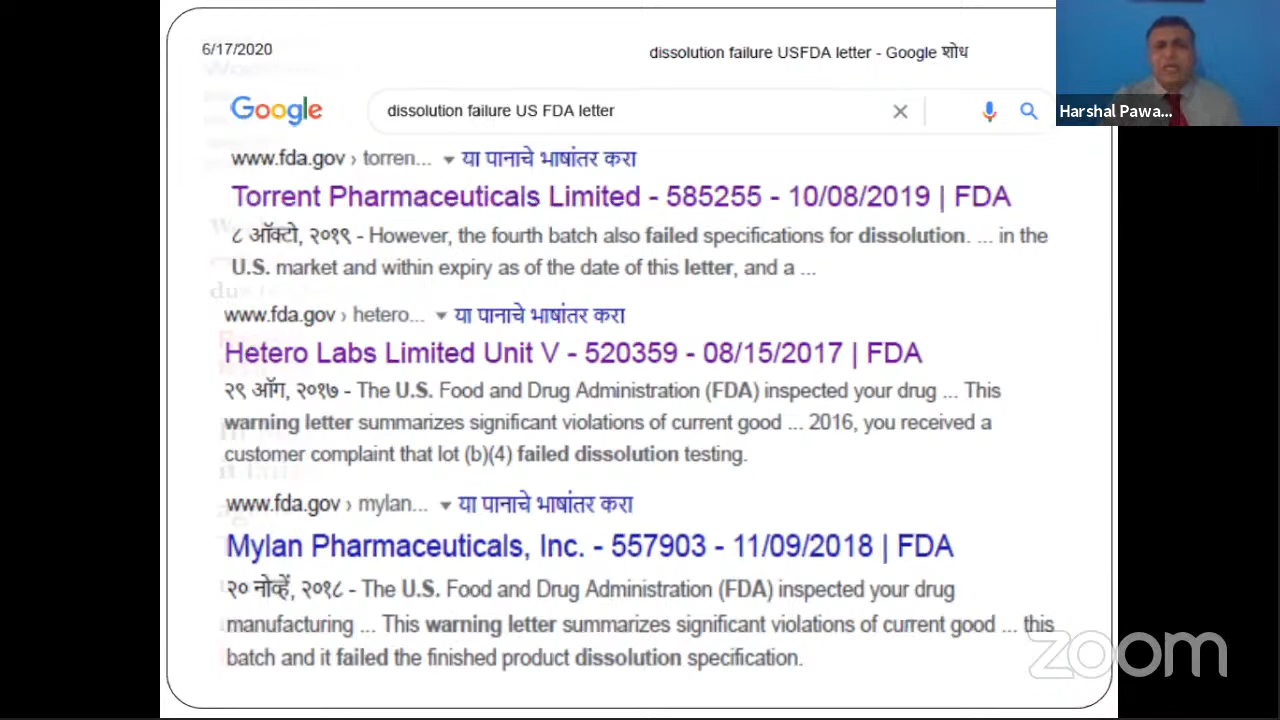 6/17/2020
dissolution failure USFDA letter - Google शोध
Harshal Pawa...
Google
dissolution failure US FDA letter
www.fda.gov › torren... ▾ या पानाचे भाषांतर करा
Torrent Pharmaceuticals Limited - 585255 - 10/08/2019 | FDA
८ ऑक्टो, २०१९ - However, the fourth batch also failed specifications for dissolution. ... in the
U.S. market and within expiry as of the date of this letter, and a ...
www.fda.gov › hetero... ▾ या पानाचे भाषांतर करा
Hetero Labs Limited Unit V - 520359 - 08/15/2017 | FDA
२९ ऑग, २०१७ - The U.S. Food and Drug Administration (FDA) inspected your drug ... This
warning letter summarizes significant violations of current good ... 2016, you received a
customer complaint that lot (b)(4) failed dissolution testing.
www.fda.gov › mylan... ▾ या पानाचे भाषांतर करा
Mylan Pharmaceuticals, Inc. - 557903 - 11/09/2018 | FDA
२० नोव्हें, २०१८ - The U.S. Food and Drug Administration (FDA) inspected your drug
manufacturing ... This warning letter summarizes significant violations of current good ... this
batch and it failed the finished product dissolution specification.
zoom